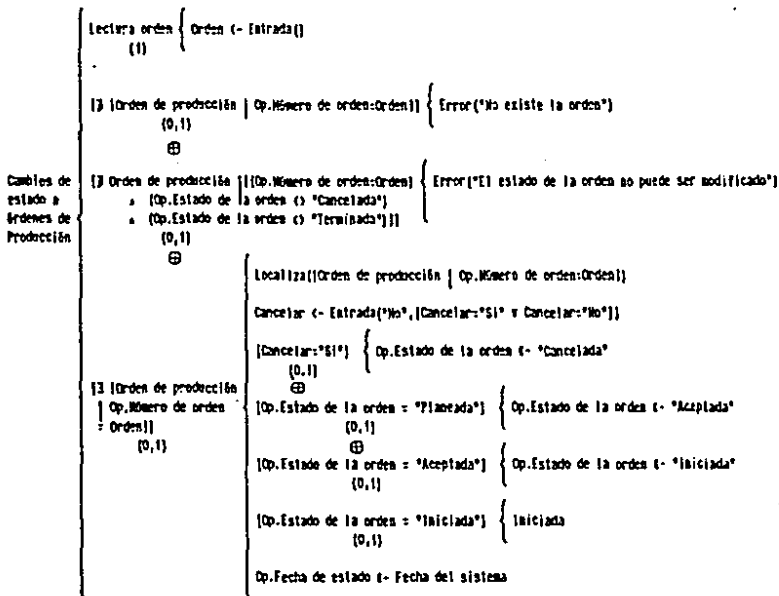 Lectura orden { Orden <- Entrada()
(1)
[∄ {Orden de producción | Op.Número de orden:Orden}] { Error("No existe la orden")
(0,1)
⊕
Cambios de estado a órdenes de Producción
[∄ Orden de producción |[(Op.Número de orden:Orden) { Error("El estado de la orden no puede ser modificado")
∧ (Op.Estado de la orden <> "Cancelada")
∧ (Op.Estado de la orden <> "Terminada")]]
(0,1)
⊕
Localiza({Orden de producción | Op.Número de orden:Orden})
Cancelar <- Entrada("No",[Cancelar="Si" ∨ Cancelar="No"])
[Cancelar="Si"] { Op.Estado de la orden <- "Cancelada"
(0,1)
⊕
[∃ {Orden de producción
| Op.Número de orden
= Orden}]
(0,1)
[Op.Estado de la orden = "Planeada"] { Op.Estado de la orden <- "Aceptada"
(0,1)
⊕
[Op.Estado de la orden = "Aceptada"] { Op.Estado de la orden <- "Iniciada"
(0,1)
[Op.Estado de la orden = "Iniciada"] { Iniciada
(0,1)
Op.Fecha de estado <- Fecha del sistema